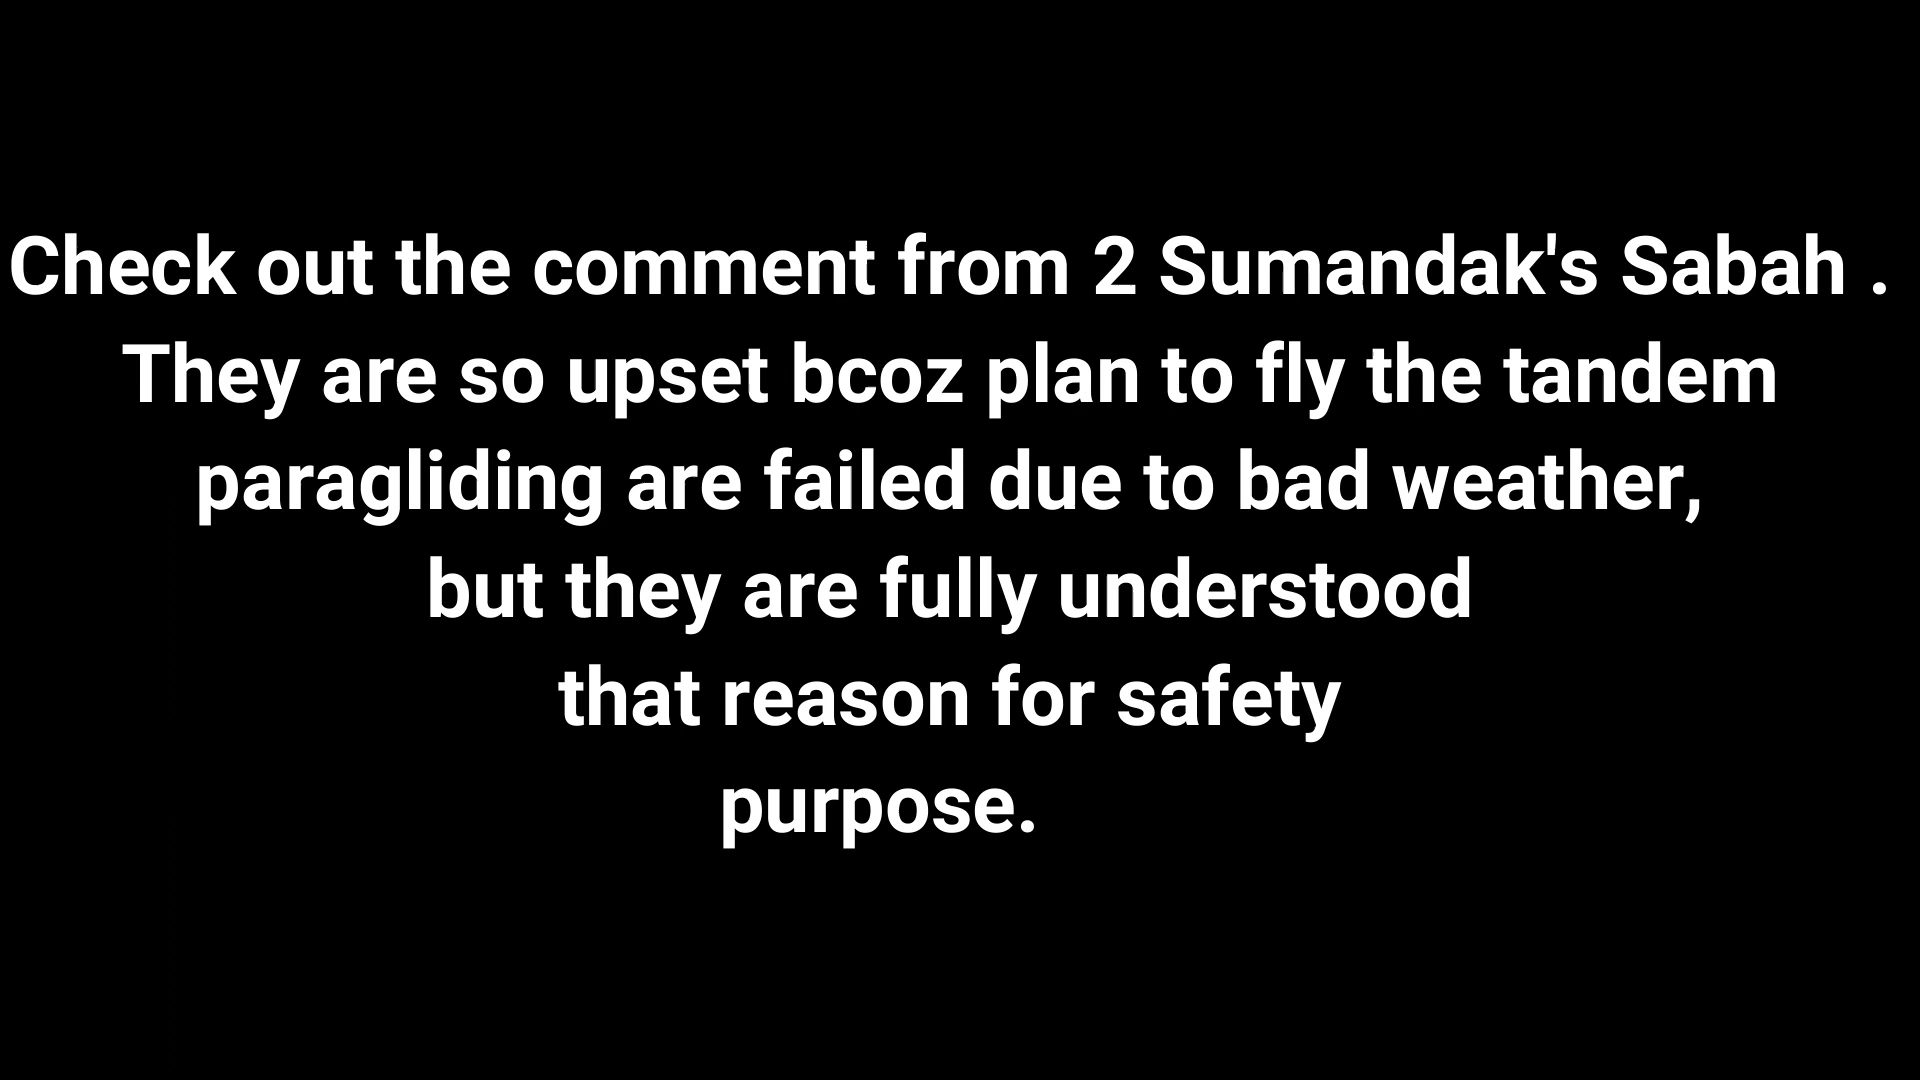 Check out the comment from 2 Sumandak's Sabah .
They are so upset bcoz plan to fly the tandem
paragliding are failed due to bad weather,
but they are fully understood
that reason for safety
purpose.